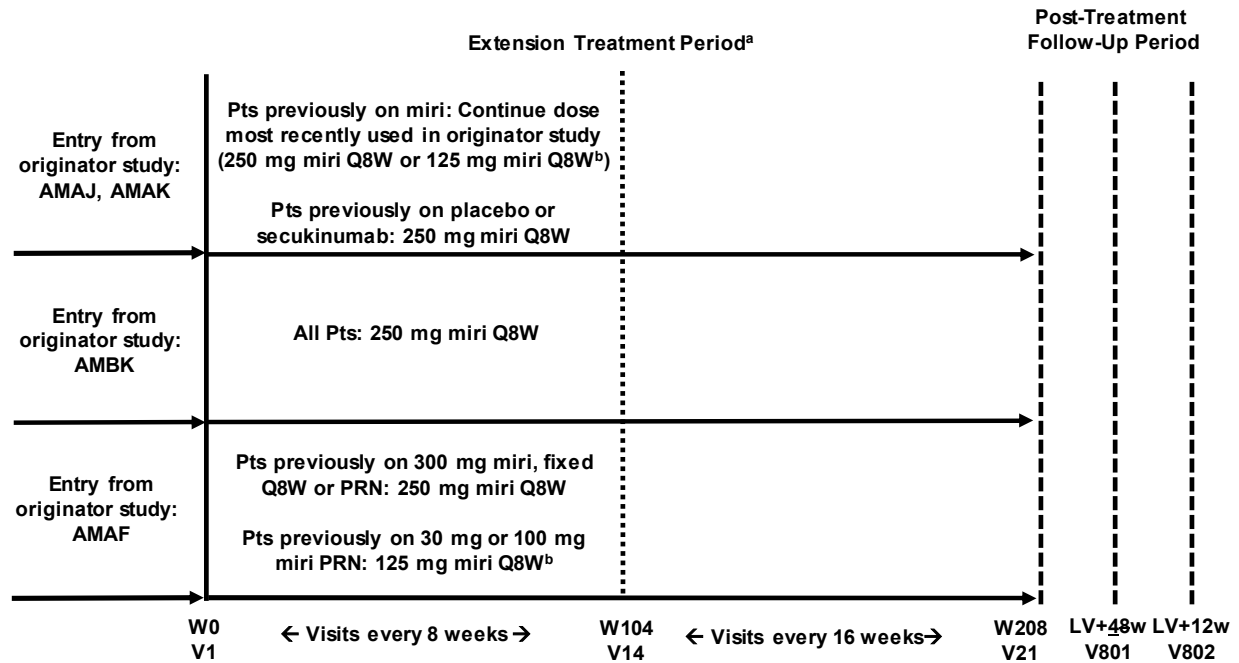 Extension Treatment Periodᵃ
Post-Treatment
Follow-Up Period
Entry from
originator study:
AMAJ, AMAK
Pts previously on miri: Continue dose
most recently used in originator study
(250 mg miri Q8W or 125 mg miri Q8Wᵇ)
Pts previously on placebo or
secukinumab: 250 mg miri Q8W
Entry from
originator study:
AMBK
All Pts: 250 mg miri Q8W
Entry from
originator study:
AMAF
Pts previously on 300 mg miri, fixed
Q8W or PRN: 250 mg miri Q8W
Pts previously on 30 mg or 100 mg
miri PRN: 125 mg miri Q8Wᵇ
W0
V1
← Visits every 8 weeks →
W104
V14
← Visits every 16 weeks →
W208
V21
LV+48w
V801
LV+12w
V802